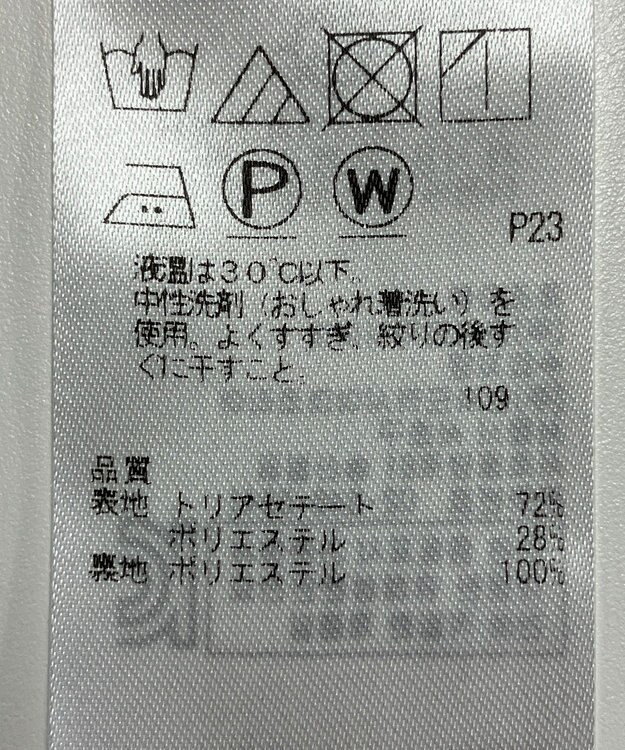 P W
P23
液温は30℃以下。
中性洗剤（おしゃれ着洗い）を
使用。よくすすぎ、絞りの後す
ぐに干すこと。
109
品質
表地 トリアセテート 72%
ポリエステル 28%
裏地 ポリエステル 100%